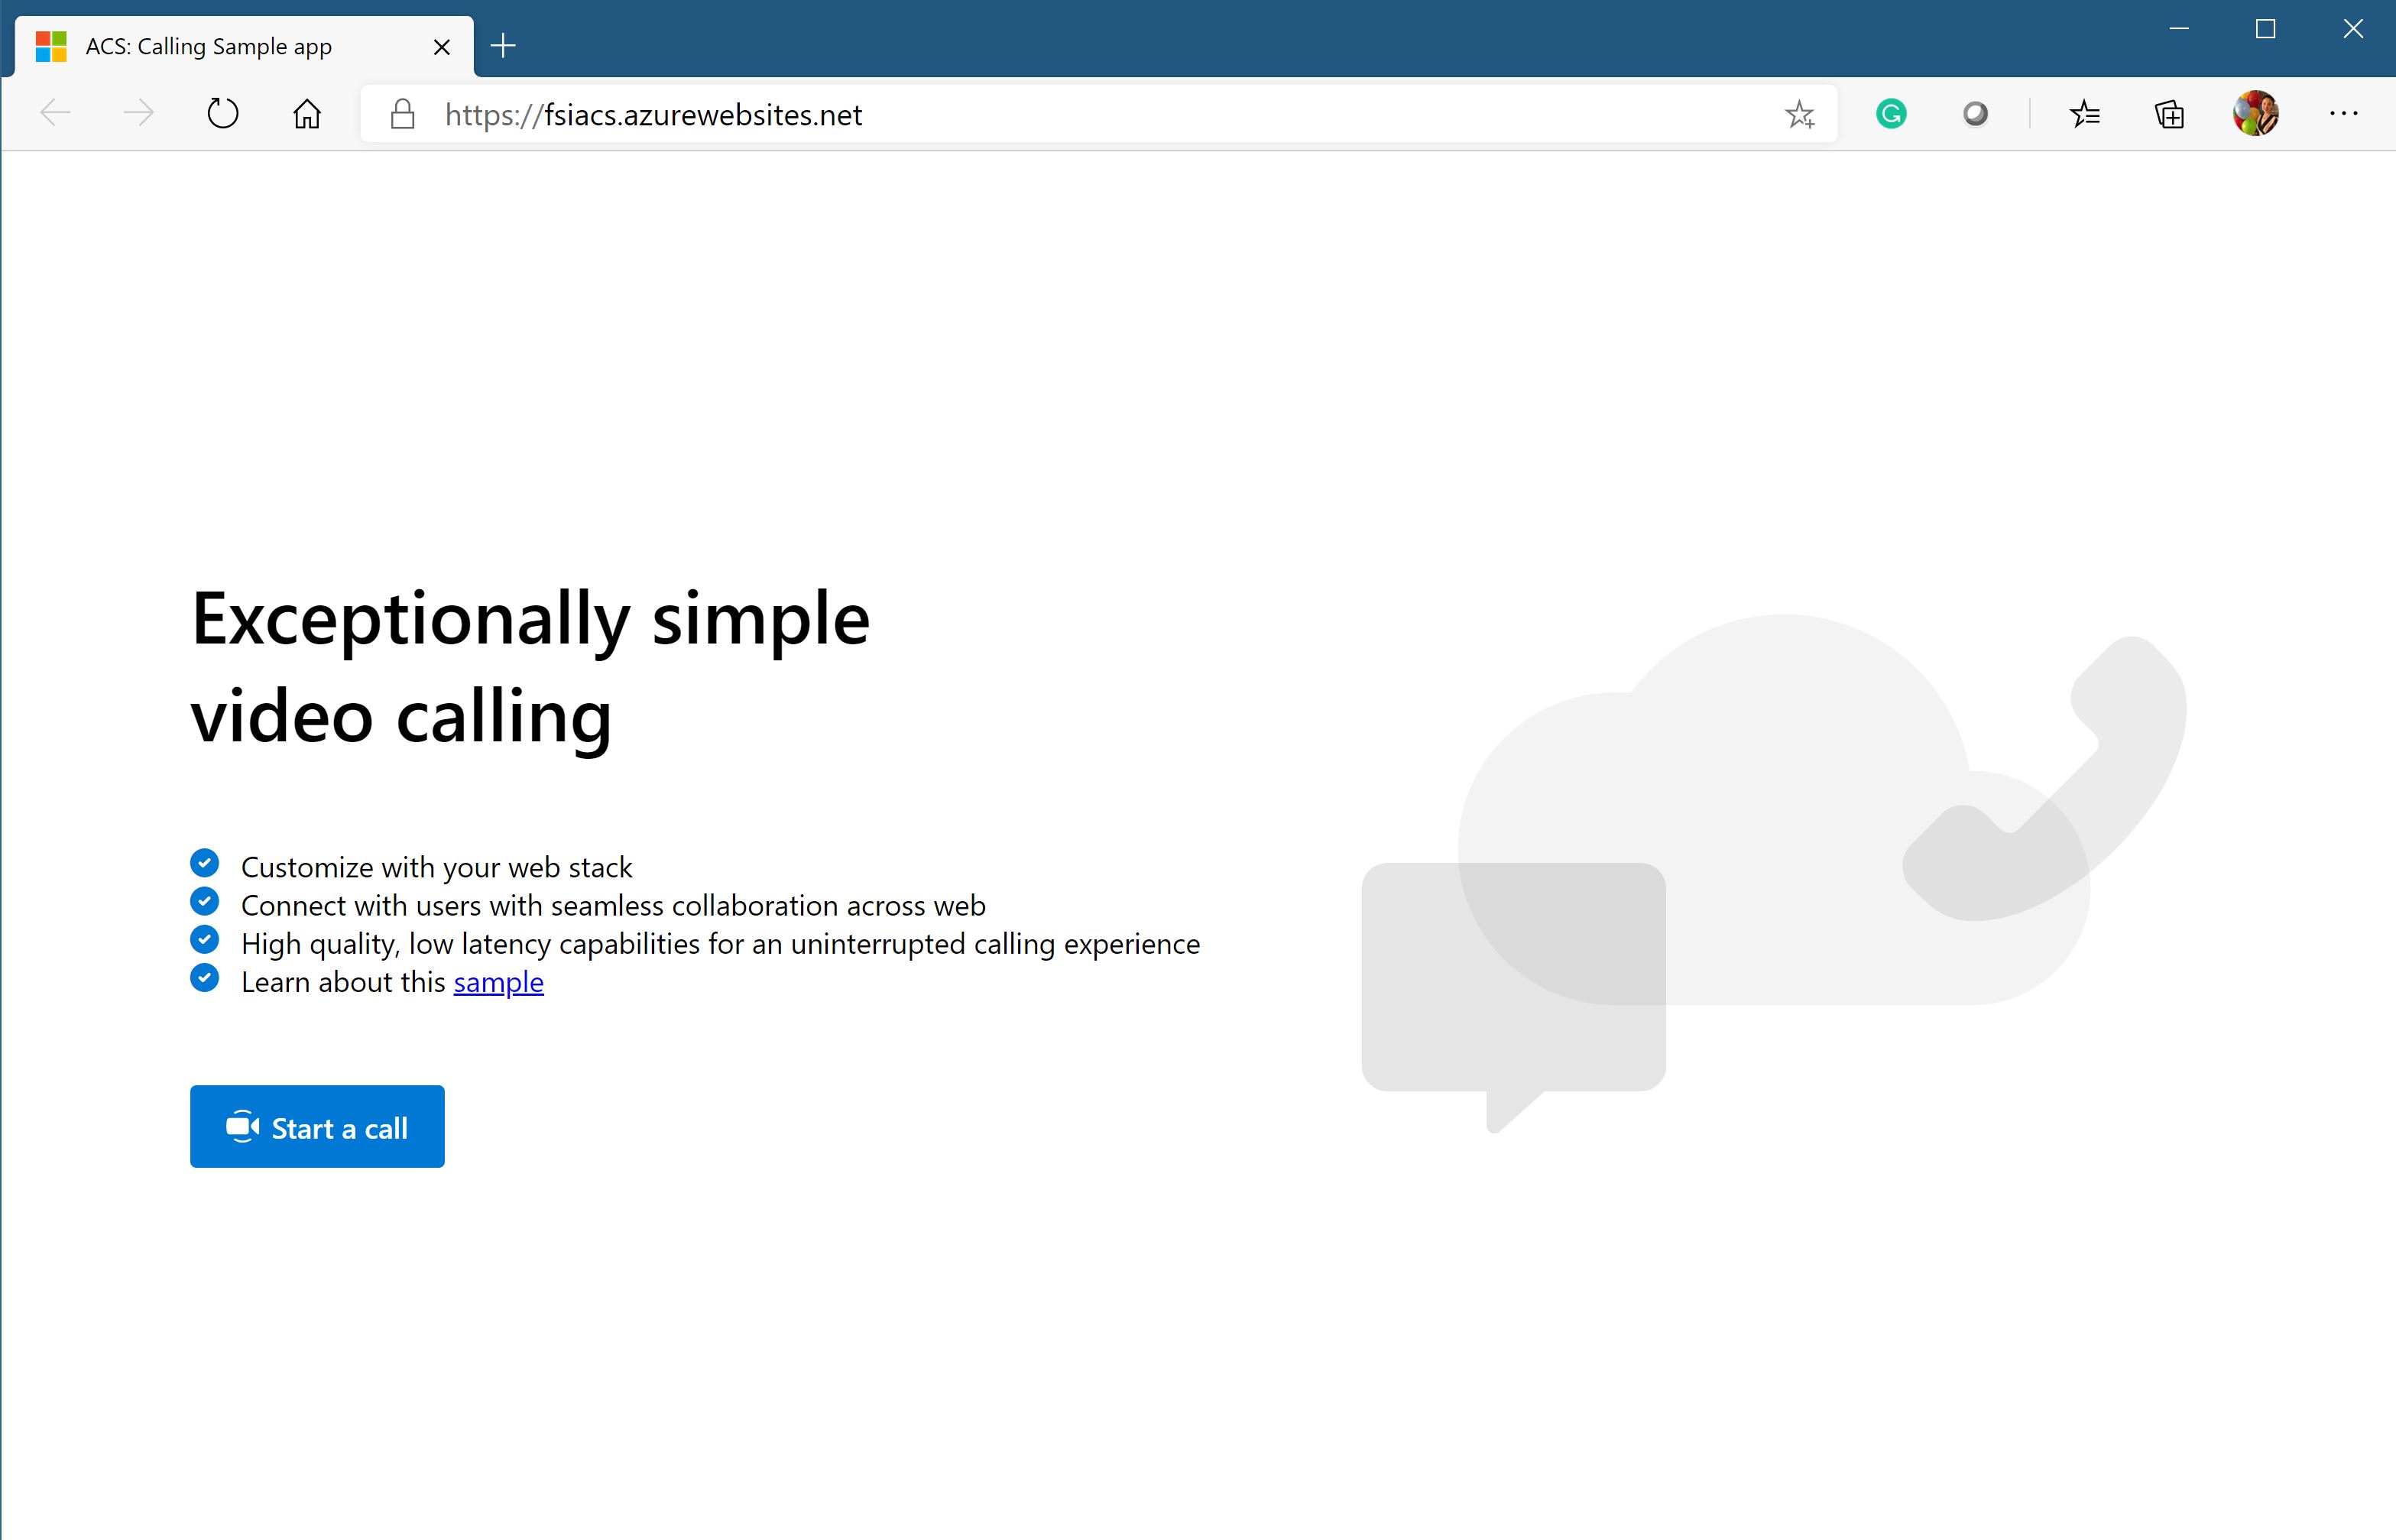 ACS: Calling Sample app
https://fsiacs.azurewebsites.net
Exceptionally simple
video calling
Customize with your web stack
Connect with users with seamless collaboration across web
High quality, low latency capabilities for an uninterrupted calling experience
Learn about this sample
Start a call